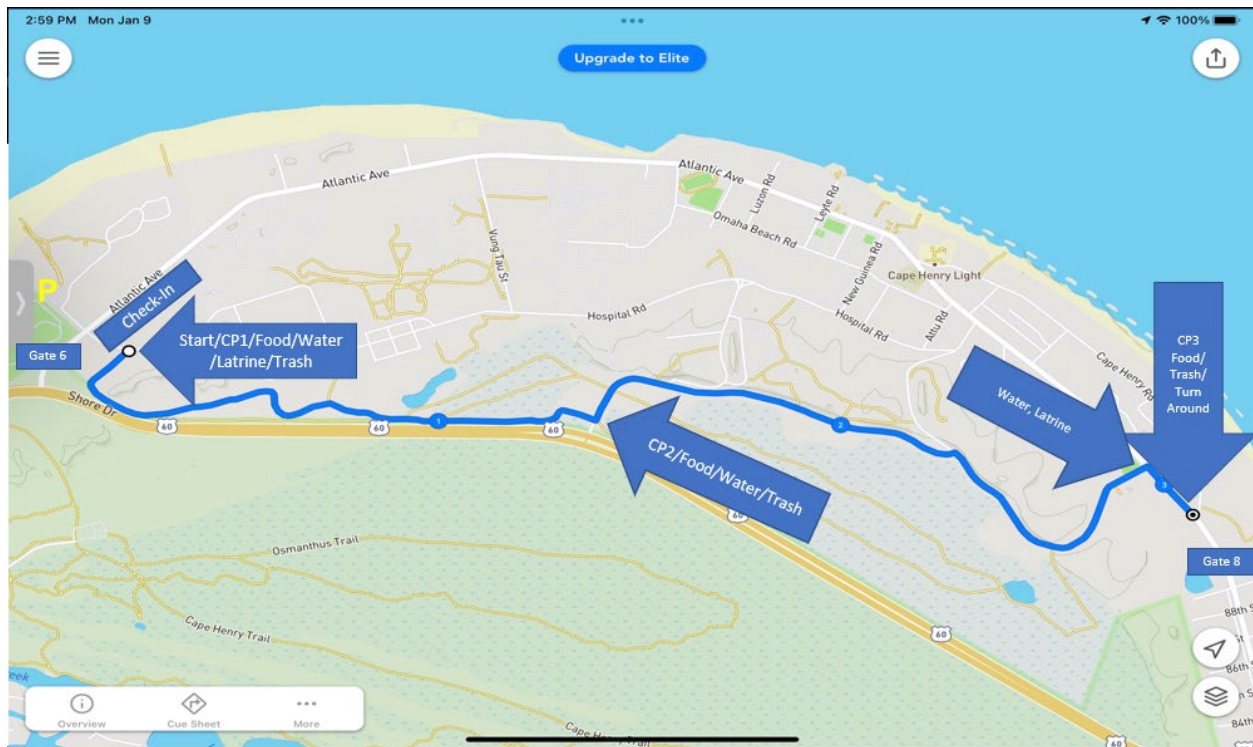 2:59 PM Mon Jan 9
100%
Upgrade to Elite
Atlantic Ave
Atlantic Ave
Luzon Rd
Leyte Rd
Omaha Beach Rd
Vung Tau St
New Guinea Rd
Cape Henry Light
Atlantic Ave
P
Check-In
Hospital Rd
Hospital Rd
Attu Rd
Cape Henry Rd
Gate 6
Start/CP1/Food/Water
/Latrine/Trash
CP3
Food/
Trash/
Turn
Around
Water, Latrine
Shore Dr
60
60
1
60
2
CP2/Food/Water/Trash
3
60
Gate 8
Osmanthus Trail
Cape Henry Trail
60
60
88th S
St
86th S
84th
Cape Henry Trail
eek
Overview
Cue Sheet
More